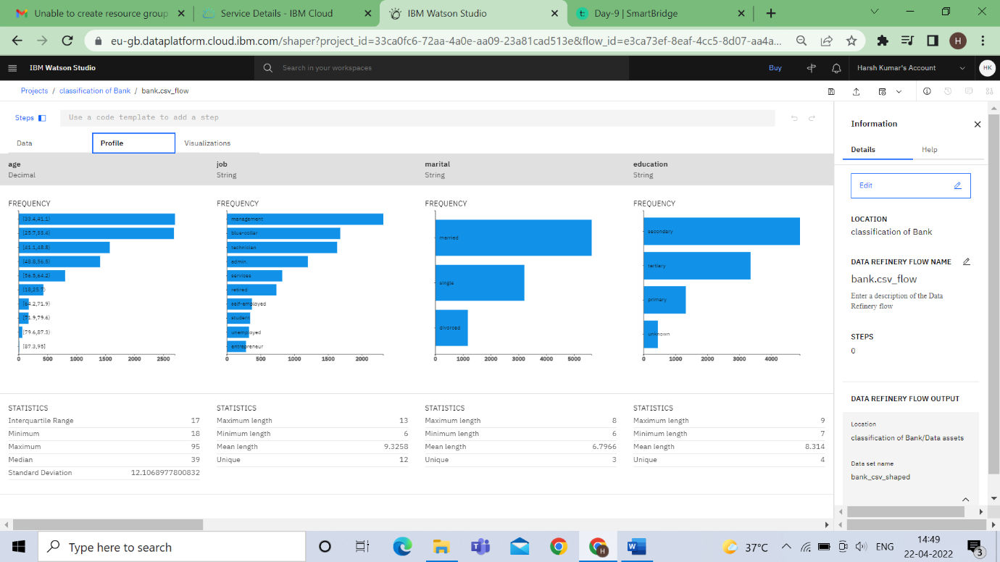 Unable to create resource group
Service Details - IBM Cloud
IBM Watson Studio
Day-9 | SmartBridge
eu-gb.dataplatform.cloud.ibm.com/shaper?project_id=33ca0fc6-72aa-4a0e-aa09-23a81cad513e&flow_id=e3ca73ef-8eaf-4cc5-8d07-aa4a...
H
IBM Watson Studio
Search in your workspaces
Buy
Harsh Kumar's Account
HK
Projects / classification of Bank / bank.csv_flow
Steps
Use a code template to add a step
Data
Profile
Visualizations
age
Decimal
FREQUENCY
[33.4,41.1)
[25.7,33.4)
[41.1,48.8)
[48.8,56.5)
[56.5,64.2)
[18,25.7)
[64.2,71.9)
[71.9,79.6)
[79.6,87.3)
[87.3,95]
0 500 1000 1500 2000 2500
STATISTICS
Interquartile Range 17
Minimum 18
Maximum 95
Median 39
Standard Deviation 12.1068977800832
job
String
FREQUENCY
management
blue-collar
technician
admin.
services
retired
self-employed
student
unemployed
entrepreneur
0 500 1000 1500 2000
STATISTICS
Maximum length 13
Minimum length 6
Mean length 9.3258
Unique 12
marital
String
FREQUENCY
married
single
divorced
0 1000 2000 3000 4000 5000
STATISTICS
Maximum length 8
Minimum length 6
Mean length 6.7966
Unique 3
education
String
FREQUENCY
secondary
tertiary
primary
unknown
0 1000 2000 3000 4000
STATISTICS
Maximum length 9
Minimum length 7
Mean length 8.314
Unique 4
Information
Details
Help
Edit
LOCATION
classification of Bank
DATA REFINERY FLOW NAME
bank.csv_flow
Enter a description of the Data
Refinery flow
STEPS
0
DATA REFINERY FLOW OUTPUT
Location
classification of Bank/Data assets
Data set name
bank_csv_shaped
Type here to search
H
37°C
ENG
14:49
22-04-2022
3